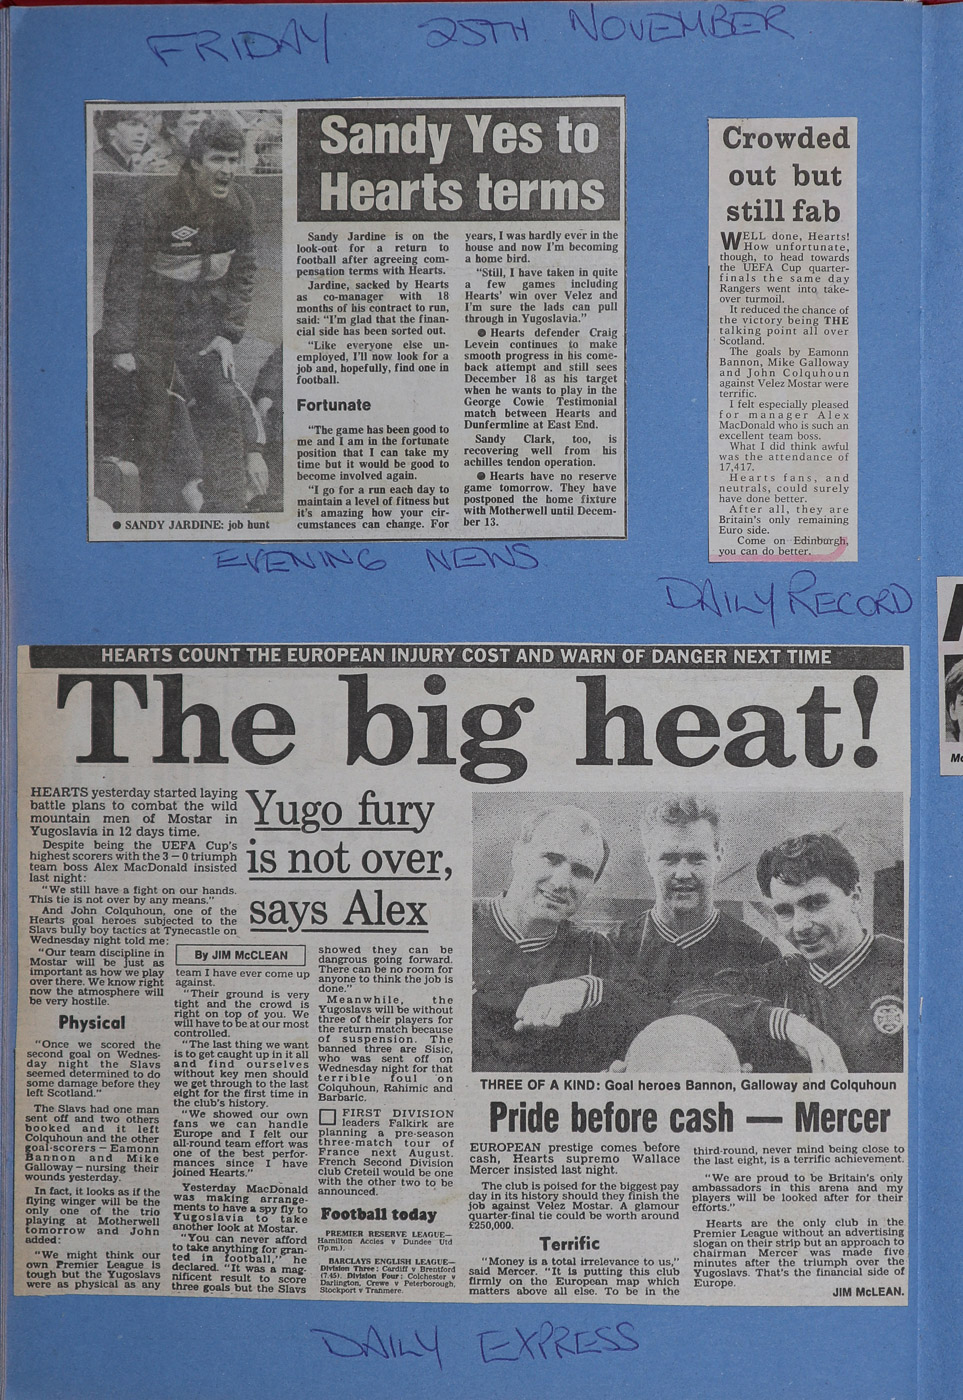 FRIDAY 25TH NOVEMBER
Sandy Yes to
Hearts terms
Sandy Jardine is on the
look-out for a return to
football after agreeing com-
pensation terms with Hearts.
Jardine, sacked by Hearts
as co-manager with 18
months of his contract to run,
said: "I'm glad that the finan-
cial side has been sorted out.
"Like everyone else un-
employed, I'll now look for a
job and, hopefully, find one in
football.
Fortunate
"The game has been good to
me and I am in the fortunate
position that I can take my
time but it would be good to
become involved again.
"I go for a run each day to
maintain a level of fitness but
it's amazing how your cir-
cumstances can change. For
years, I was hardly ever in the
house and now I'm becoming
a home bird.
"Still, I have taken in quite
a few games including
Hearts' win over Velez and
I'm sure the lads can pull
through in Yugoslavia."
● Hearts defender Craig
Levein continues to make
smooth progress in his come-
back attempt and still sees
December 18 as his target
when he wants to play in the
George Cowie Testimonial
match between Hearts and
Dunfermline at East End.
Sandy Clark, too, is
recovering well from his
achilles tendon operation.
● Hearts have no reserve
game tomorrow. They have
postponed the home fixture
with Motherwell until Decem-
ber 13.
● SANDY JARDINE: job hunt
EVENING NEWS
Crowded
out but
still fab
WELL done, Hearts!
How unfortunate,
though, to head towards
the UEFA Cup quarter-
finals the same day
Rangers went into take-
over turmoil.
It reduced the chance of
the victory being THE
talking point all over
Scotland.
The goals by Eamonn
Bannon, Mike Galloway
and John Colquhoun
against Velez Mostar were
terrific.
I felt especially pleased
for manager Alex
MacDonald who is such an
excellent team boss.
What I did think awful
was the attendance of
17,417.
Hearts fans, and
neutrals, could surely
have done better.
After all, they are
Britain's only remaining
Euro side.
Come on Edinburgh,
you can do better.
DAILY RECORD
HEARTS COUNT THE EUROPEAN INJURY COST AND WARN OF DANGER NEXT TIME
The big heat!
HEARTS yesterday started laying
battle plans to combat the wild
mountain men of Mostar in
Yugoslavia in 12 days time.
Despite being the UEFA Cup's
highest scorers with the 3—0 triumph
team boss Alex MacDonald insisted
last night:
"We still have a fight on our hands.
This tie is not over by any means."
And John Colquhoun, one of the
Hearts goal heroes subjected to the
Slavs bully boy tactics at Tynecastle on
Wednesday night told me:
"Our team discipline in
Mostar will be just as
important as how we play
over there. We know right
now the atmosphere will
be very hostile.
Physical
"Once we scored the
second goal on Wednes-
day night the Slavs
seemed determined to do
some damage before they
left Scotland."
The Slavs had one man
sent off and two others
booked and it left
Colquhoun and the other
goal-scorers — Eamonn
Bannon and Mike
Galloway — nursing their
wounds yesterday.
In fact, it looks as if the
flying winger will be the
only one of the trio
playing at Motherwell
tomorrow and John
added:
"We might think our
own Premier League is
tough but the Yugoslavs
were as physical as any
Yugo fury
is not over,
says Alex
By JIM McCLEAN
team I have ever come up
against.
"Their ground is very
tight and the crowd is
right on top of you. We
will have to be at our most
controlled.
"The last thing we want
is to get caught up in it all
and find ourselves
without key men should
we get through to the last
eight for the first time in
the club's history.
"We showed our own
fans we can handle
Europe and I felt our
all-round team effort was
one of the best perfor-
mances since I have
joined Hearts."
Yesterday MacDonald
was making arrange-
ments to have a spy fly to
Yugoslavia to take
another look at Mostar.
"You can never afford
to take anything for gran-
ted in football," he
declared. "It was a mag-
nificent result to score
three goals but the Slavs
showed they can be
dangrous going forward.
There can be no room for
anyone to think the job is
done."
Meanwhile, the
Yugoslavs will be without
three of their players for
the return match because
of suspension. The
banned three are Sisic,
who was sent off on
Wednesday night for that
terrible foul on
Colquhoun, Rahimic and
Barbaric.
FIRST DIVISION
leaders Falkirk are
planning a pre-season
three-match tour of
France next August.
French Second Division
club Creteil would be one
with the other two to be
announced.
Football today
PREMIER RESERVE LEAGUE—
Hamilton Accies v Dundee Utd
(7p.m.).
BARCLAYS ENGLISH LEAGUE—
Division Three: Cardiff v Brentford
(7.45). Division Four: Colchester v
Darlington, Crewe v Peterborough,
Stockport v Tranmere.
THREE OF A KIND: Goal heroes Bannon, Galloway and Colquhoun
Pride before cash — Mercer
EUROPEAN prestige comes before
cash, Hearts supremo Wallace
Mercer insisted last night.
The club is poised for the biggest pay
day in its history should they finish the
job against Velez Mostar. A glamour
quarter-final tie could be worth around
£250,000.
Terrific
"Money is a total irrelevance to us,"
said Mercer. "It is putting this club
firmly on the European map which
matters above all else. To be in the
third-round, never mind being close to
the last eight, is a terrific achievement.
"We are proud to be Britain's only
ambassadors in this arena and my
players will be looked after for their
efforts."
Hearts are the only club in the
Premier League without an advertising
slogan on their strip but an approach to
chairman Mercer was made five
minutes after the triumph over the
Yugoslavs. That's the financial side of
Europe.
JIM McLEAN.
DAILY EXPRESS